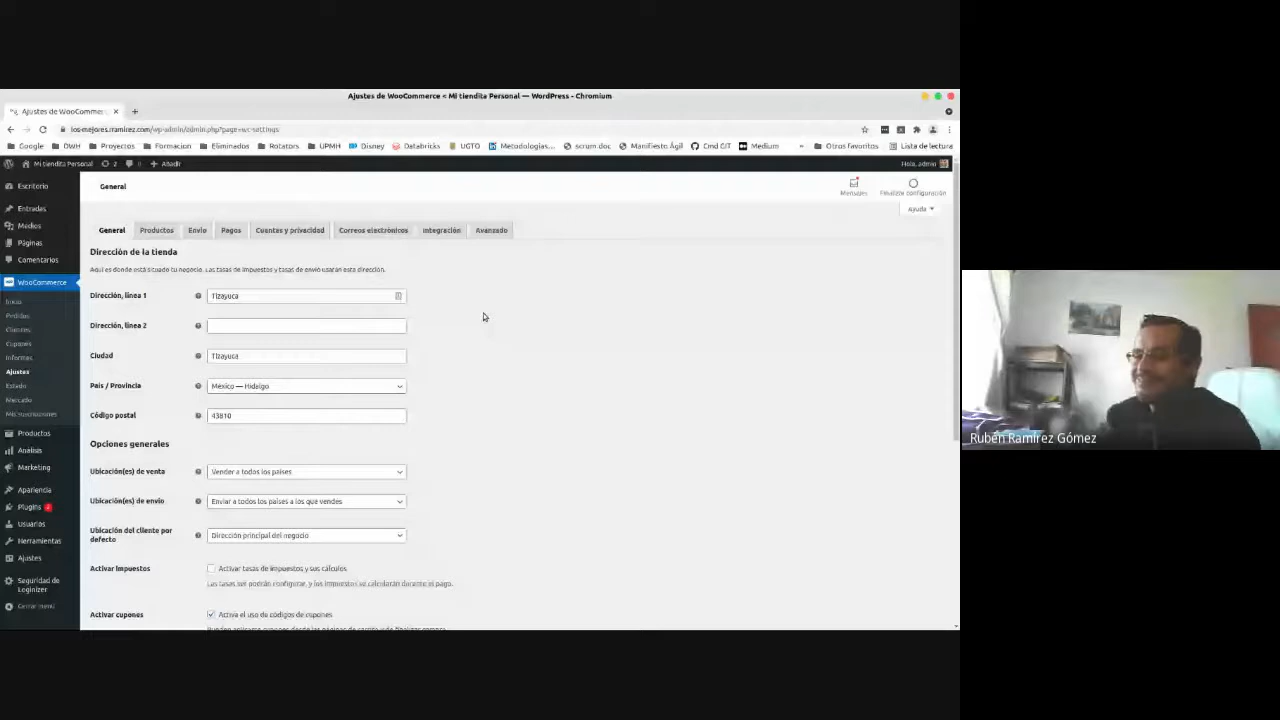 Ajustes de WooCommerce < Mi tiendita Personal — WordPress - Chromium
Ajustes de WooCommerc
los-mejores.rramirez.com/wp-admin/admin.php?page=wc-settings
Google DWH Proyectos Formacion Eliminados Rotators UPMH Disney Databricks UGTO Metodologías... scrum doc Manifiesto Ágil Cmd GIT Medium » Otros favoritos Lista de lectura
Mi tiendita Personal 2 0 Añadir Hola, admin
Escritorio
Entradas
Medios
Páginas
Comentarios
WooCommerce
Inicio
Pedidos
Clientes
Cupones
Informes
Ajustes
Estado
Mercado
Mis suscripciones
Productos
Análisis
Marketing
Apariencia
Plugins
Usuarios
Herramientas
Ajustes
Seguridad de
Loginizer
Cerrar menú
General
Mensajes Finalizar configuración
Ayuda
General Productos Envío Pagos Cuentas y privacidad Correos electrónicos Integración Avanzado
Dirección de la tienda
Aquí es donde está situado tu negocio. Las tasas de impuestos y tasas de envío usarán esta dirección.
Dirección, línea 1 Tizayuca
Dirección, línea 2
Ciudad Tizayuca
País / Provincia México — Hidalgo
Código postal 43810
Opciones generales
Ubicación(es) de venta Vender a todos los países
Ubicación(es) de envío Enviar a todos los países a los que vendes
Ubicación del cliente por
defecto Dirección principal del negocio
Activar impuestos Activar tasas de impuestos y sus cálculos
Las tasas se podrán configurar, y los impuestos se calcularán durante el pago.
Activar cupones Activa el uso de códigos de cupones
Rubén Ramírez Gómez